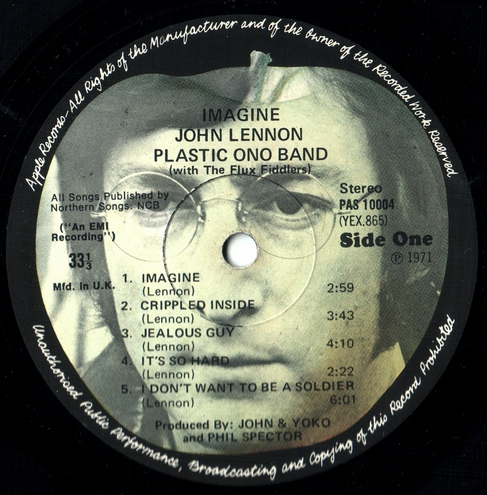 Apple Records-All Rights of the Manufacturer and of the Owner of the Recorded Work Reserved
IMAGINE
JOHN LENNON
PLASTIC ONO BAND
(with The Flux Fiddlers)
All Songs Published by
Northern Songs. NCB
("An EMI
Recording")
33 1/3
Mfd. In U.K.
Stereo
PAS 10004
(YEX.865)
Side One
℗ 1971
1. IMAGINE
(Lennon) 2:59
2. CRIPPLED INSIDE
(Lennon) 3:43
3. JEALOUS GUY
(Lennon) 4:10
4. IT'S SO HARD
(Lennon) 2:22
5. I DON'T WANT TO BE A SOLDIER
(Lennon) 6:01
Produced By: JOHN & YOKO
and PHIL SPECTOR
Unauthorised Public Performance, Broadcasting and Copying of this Record Prohibited